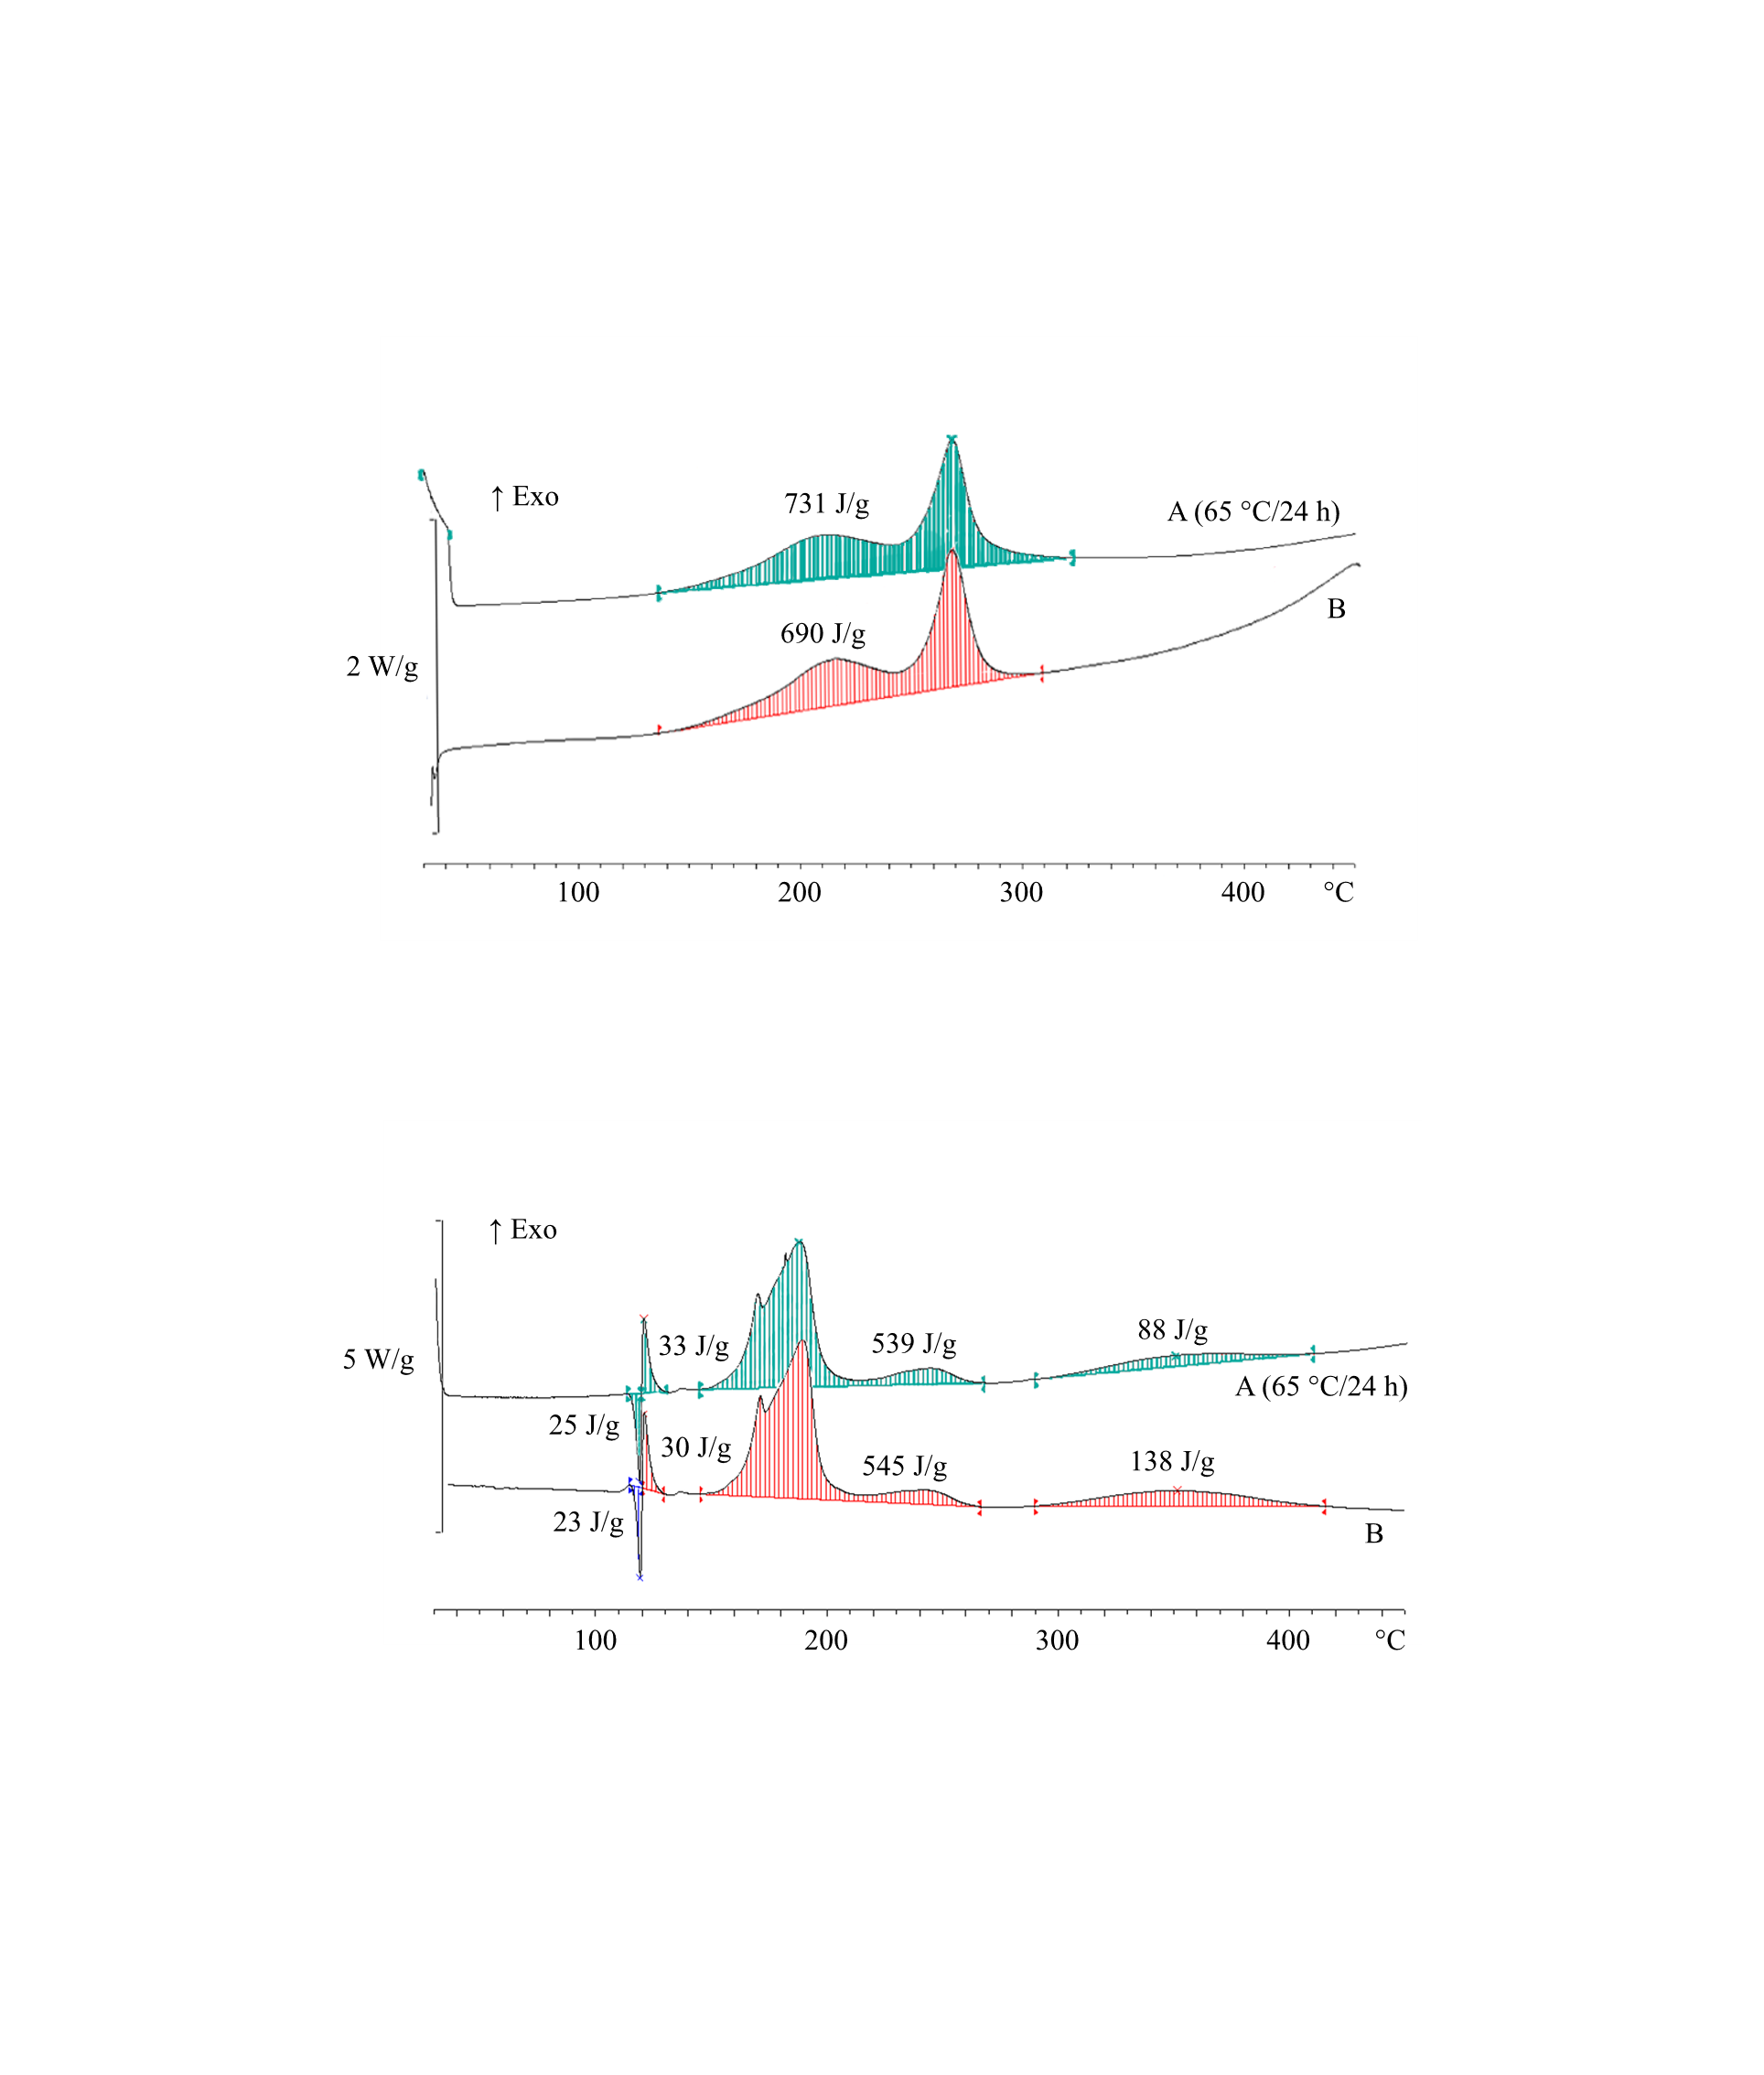 ↑ Exo
731 J/g
A (65 °C/24 h)
B
690 J/g
2 W/g
100 200 300 400 °C
↑ Exo
5 W/g
33 J/g
539 J/g
88 J/g
A (65 °C/24 h)
25 J/g
30 J/g
545 J/g
138 J/g
23 J/g
B
100 200 300 400 °C